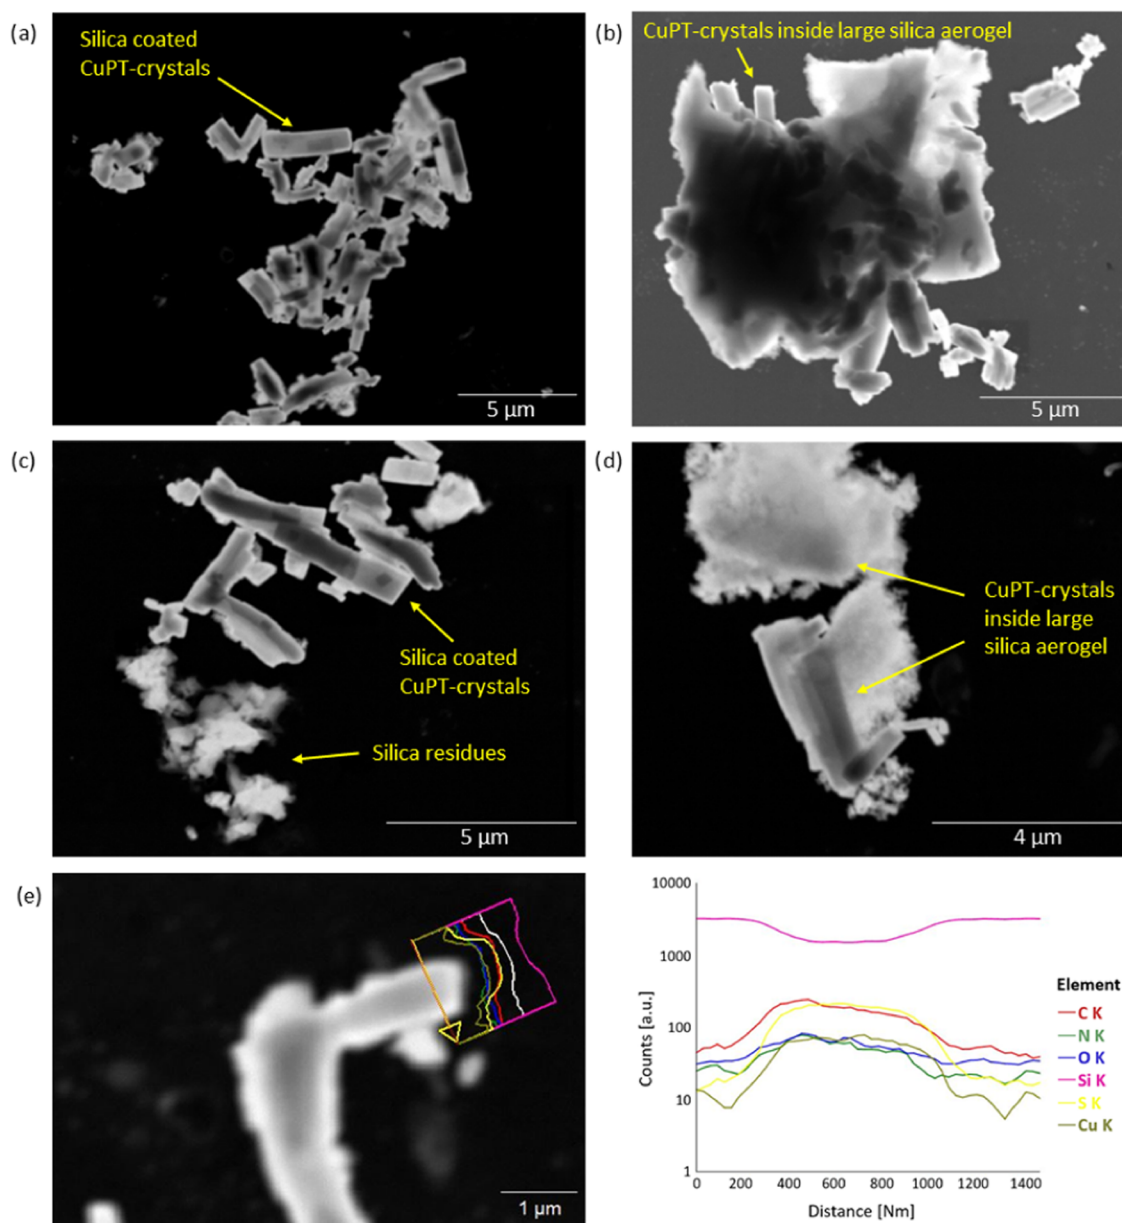 (a)
Silica coated
CuPT-crystals
5 µm
(b)
CuPT-crystals inside large silica aerogel
5 µm
(c)
Silica coated
CuPT-crystals
Silica residues
5 µm
(d)
CuPT-crystals
inside large
silica aerogel
4 µm
(e)
1 µm
10000
1000
100
10
1
Counts [a.u.]
0 200 400 600 800 1000 1200 1400
Distance [Nm]
Element
C K
N K
O K
Si K
S K
Cu K